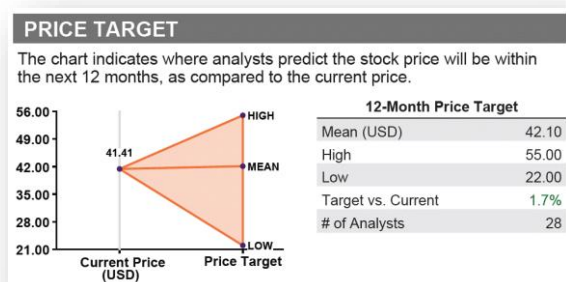 PRICE TARGET
The chart indicates where analysts predict the stock price will be within
the next 12 months, as compared to the current price.
56.00
49.00
42.00
35.00
28.00
21.00
41.41
HIGH
MEAN
LOW
Current Price
(USD)
Price Target
12-Month Price Target
Mean (USD) 42.10
High 55.00
Low 22.00
Target vs. Current 1.7%
# of Analysts 28